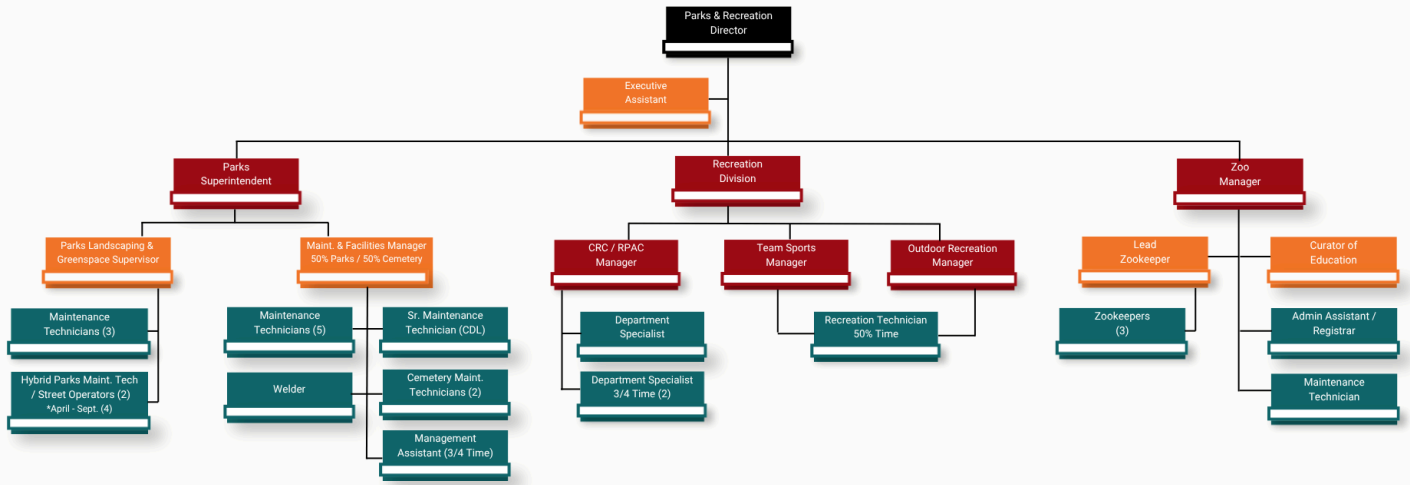 Parks & Recreation
Director
Executive
Assistant
Parks
Superintendent
Recreation
Division
Zoo
Manager
Parks Landscaping &
Greenspace Supervisor
Maint. & Facilities Manager
50% Parks / 50% Cemetery
CRC / RPAC
Manager
Team Sports
Manager
Outdoor Recreation
Manager
Lead
Zookeeper
Curator of
Education
Maintenance
Technicians (3)
Maintenance
Technicians (5)
Sr. Maintenance
Technician (CDL)
Department
Specialist
Recreation Technician
50% Time
Zookeepers
(3)
Admin Assistant /
Registrar
Hybrid Parks Maint. Tech
/ Street Operators (2)
*April - Sept. (4)
Welder
Cemetery Maint.
Technicians (2)
Department Specialist
3/4 Time (2)
Maintenance
Technician
Management
Assistant (3/4 Time)